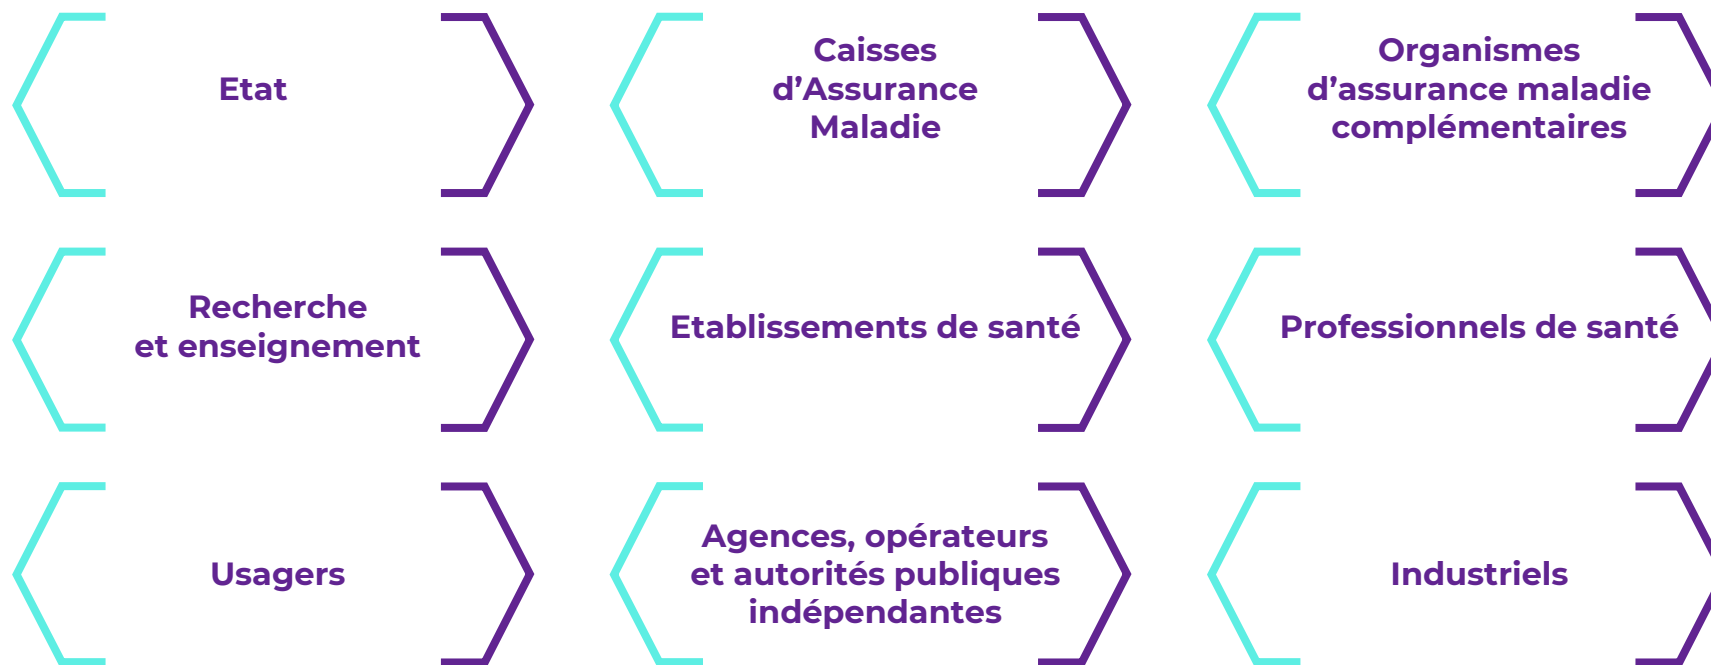 Etat
Caisses
d’Assurance
Maladie
Organismes
d’assurance maladie
complémentaires
Recherche
et enseignement
Etablissements de santé
Professionnels de santé
Usagers
Agences, opérateurs
et autorités publiques
indépendantes
Industriels